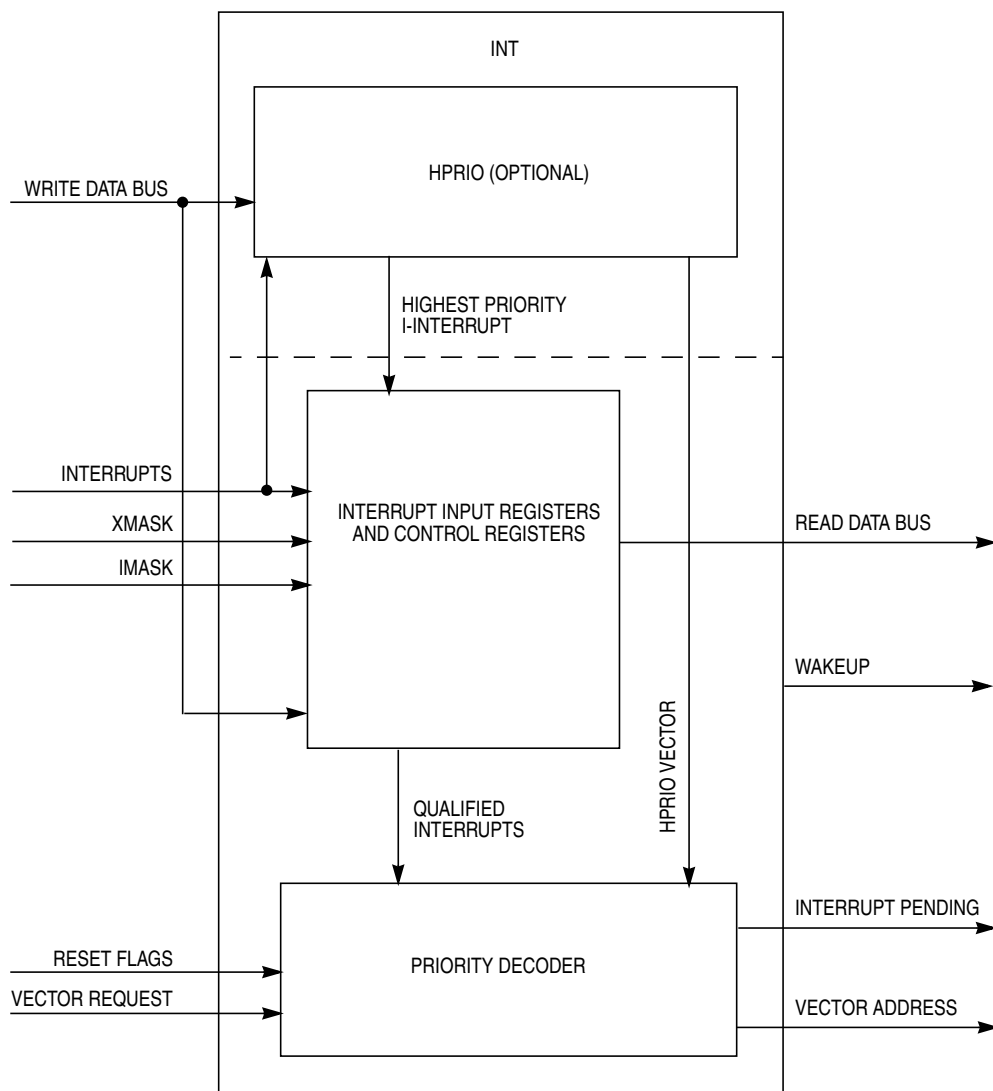 INT
HPRIO (OPTIONAL)
WRITE DATA BUS
HIGHEST PRIORITY
I-INTERRUPT
INTERRUPTS
XMASK
IMASK
INTERRUPT INPUT REGISTERS
AND CONTROL REGISTERS
READ DATA BUS
WAKEUP
HPRIO VECTOR
QUALIFIED
INTERRUPTS
INTERRUPT PENDING
RESET FLAGS
PRIORITY DECODER
VECTOR REQUEST
VECTOR ADDRESS